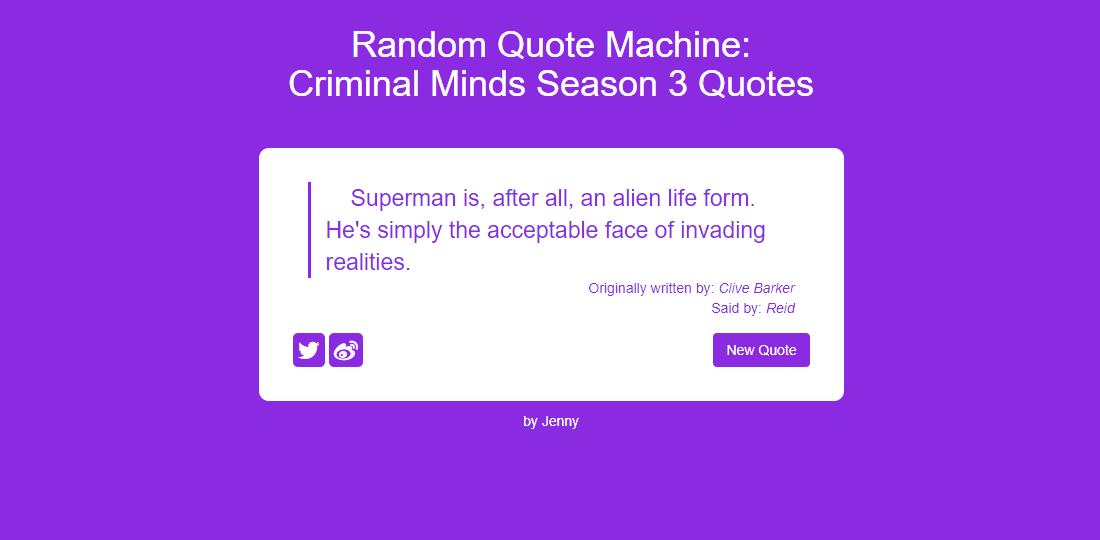 Random Quote Machine:
Criminal Minds Season 3 Quotes
Superman is, after all, an alien life form.
He's simply the acceptable face of invading
realities.
Originally written by: Clive Barker
Said by: Reid
New Quote
by Jenny